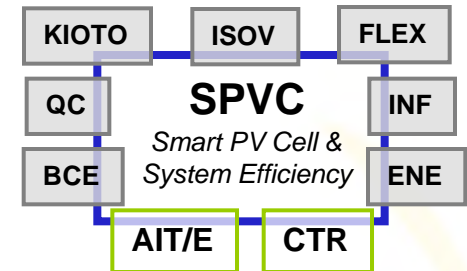 KIOTO ISOV FLEX
QC SPVC INF
Smart PV Cell &
BCE System Efficiency ENE
AIT/E CTR